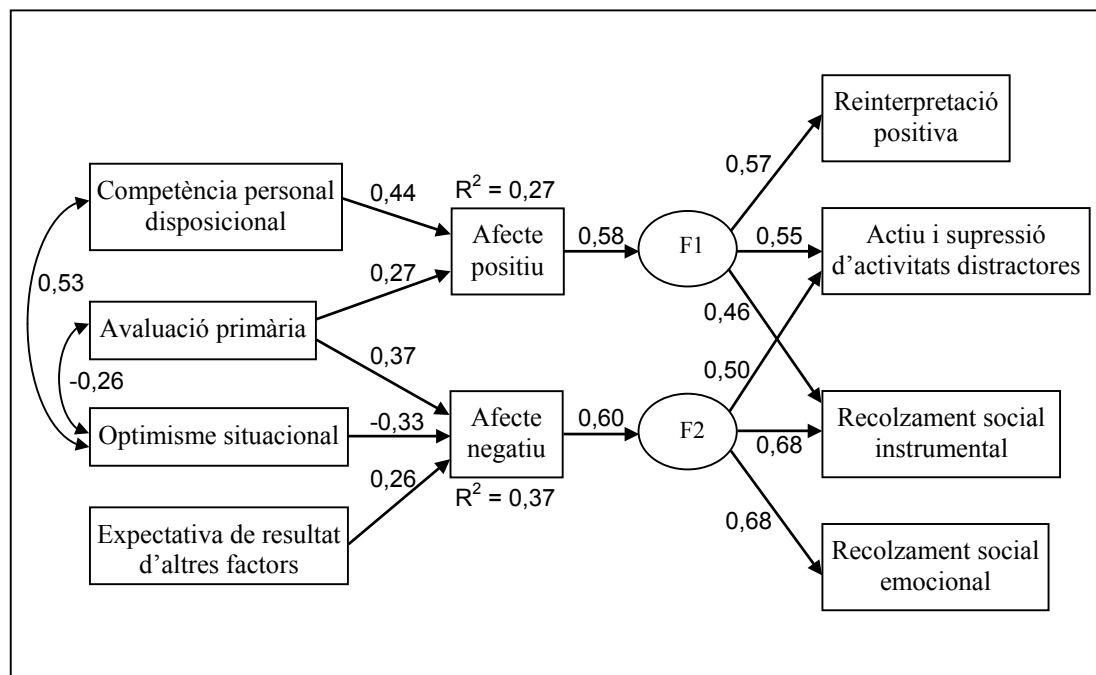 Reinterpretació
positiva
0,57
Competència personal
disposicional
0,44
R² = 0,27
Afecte
positiu
0,58
F1
0,55
Actiu i supressió
d’activitats distractores
0,53
0,27
0,46
Avaluació primària
0,37
-0,26
0,50
Optimisme situacional
-0,33
Afecte
negatiu
0,60
F2
0,68
Recolzament social
instrumental
0,26
R² = 0,37
Expectativa de resultat
d’altres factors
0,68
Recolzament social
emocional